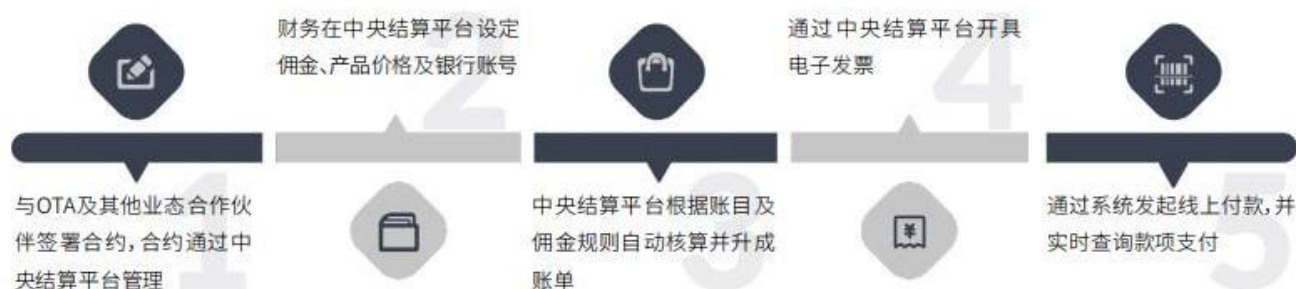 1
与OTA及其他业态合作伙
伴签署合约,合约通过中
央结算平台管理
2
财务在中央结算平台设定
佣金、产品价格及银行账号
3
中央结算平台根据账目及
佣金规则自动核算并升成
账单
4
通过中央结算平台开具
电子发票
¥
5
通过系统发起线上付款,并
实时查询款项支付